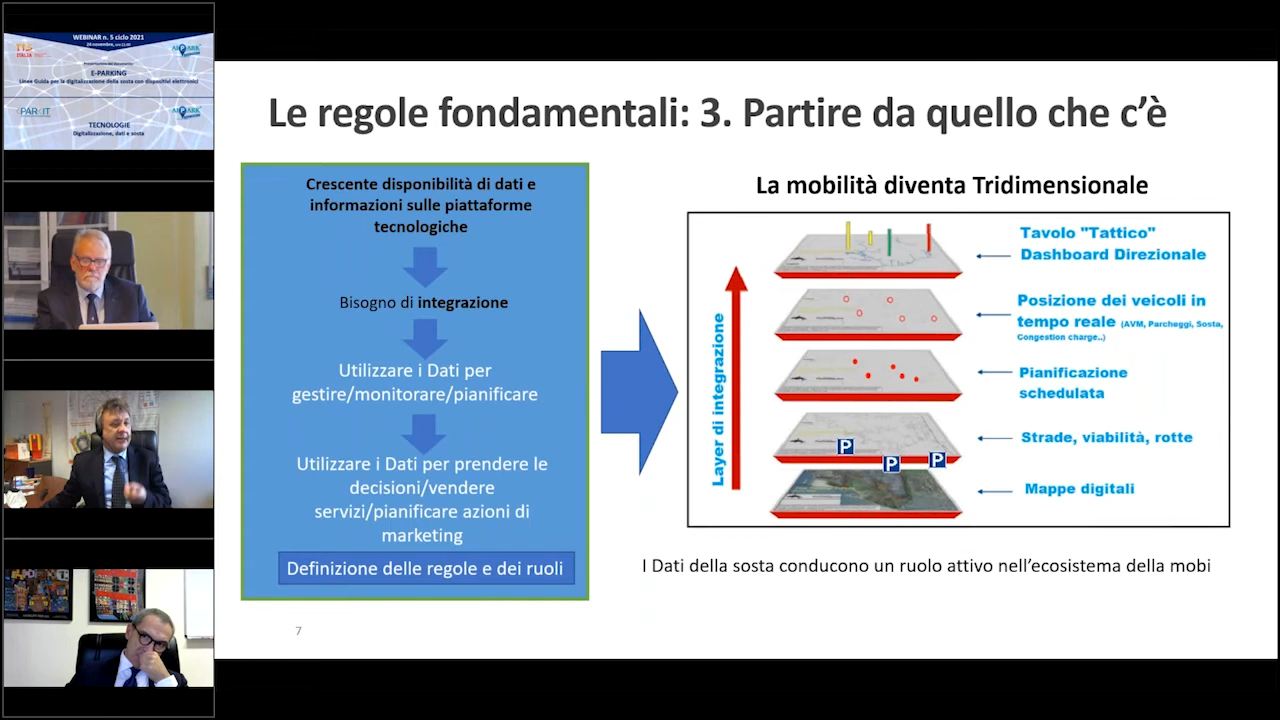 WEBINAR n. 5 ciclo 2021
ITALIA
E-PARKING
Linee Guida per la digitalizzazione della sosta con dispositivi elettronici
PARKIT
TECNOLOGIE
Digitalizzazione, dati e sosta
Le regole fondamentali: 3. Partire da quello che c’è
Crescente disponibilità di dati e
informazioni sulle piattaforme
tecnologiche
Bisogno di integrazione
Utilizzare i Dati per
gestire/monitorare/pianificare
Utilizzare i Dati per prendere le
decisioni/vendere
servizi/pianificare azioni di
marketing
Definizione delle regole e dei ruoli
La mobilità diventa Tridimensionale
Layer di integrazione
Tavolo "Tattico"
Dashboard Direzionale
Posizione dei veicoli in
tempo reale (AVM, Parcheggi, Sosta,
Congestion charge..)
Pianificazione
schedulata
Strade, viabilità, rotte
P
P
P
Mappe digitali
I Dati della sosta conducono un ruolo attivo nell’ecosistema della mobi
7